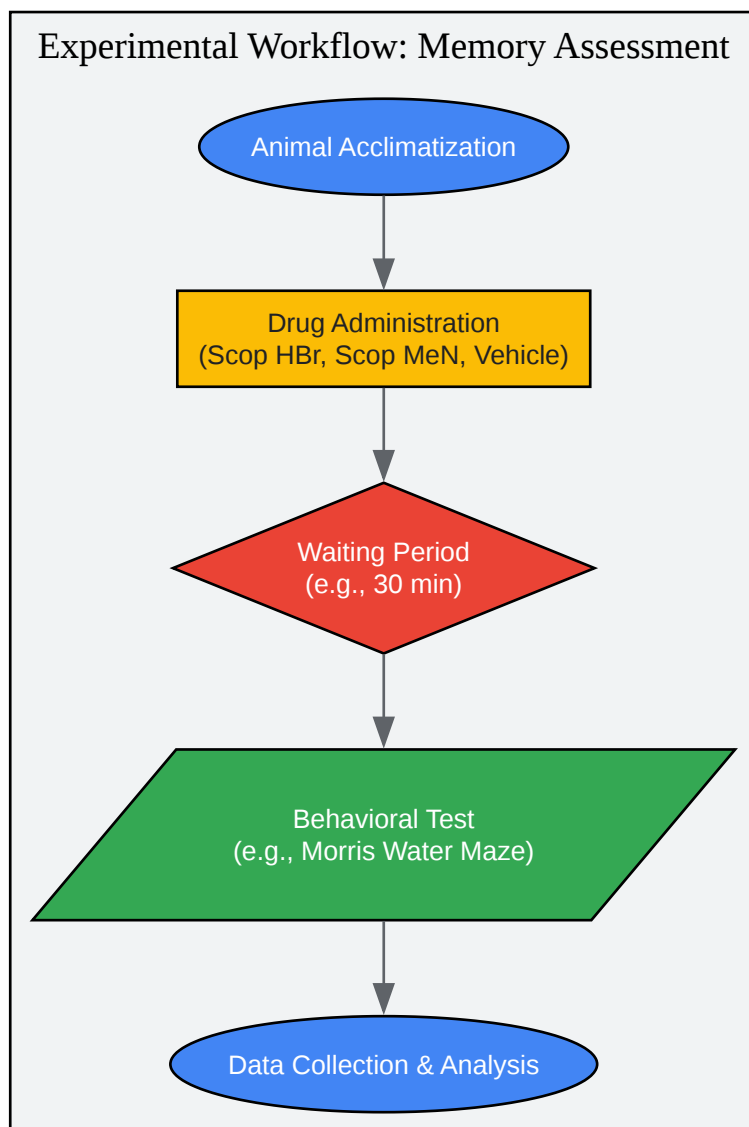 Experimental Workflow: Memory Assessment
Animal Acclimatization
Drug Administration
(Scop HBr, Scop MeN, Vehicle)
Waiting Period
(e.g., 30 min)
Behavioral Test
(e.g., Morris Water Maze)
Data Collection & Analysis